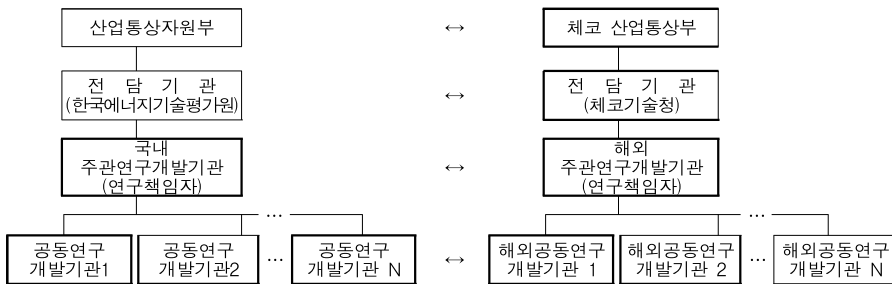 산업통상자원부 ↔ 체코 산업통상부
전 담 기 관
(한국에너지기술평가원)
↔
전 담 기 관
(체코기술청)
국내
주관연구개발기관
(연구책임자)
↔
해외
주관연구개발기관
(연구책임자)
...
...
공동연구
개발기관1
공동연구
개발기관2
...
공동연구
개발기관 N
↔
해외공동연구
개발기관 1
해외공동연구
개발기관 2
...
해외공동연구
개발기관 N